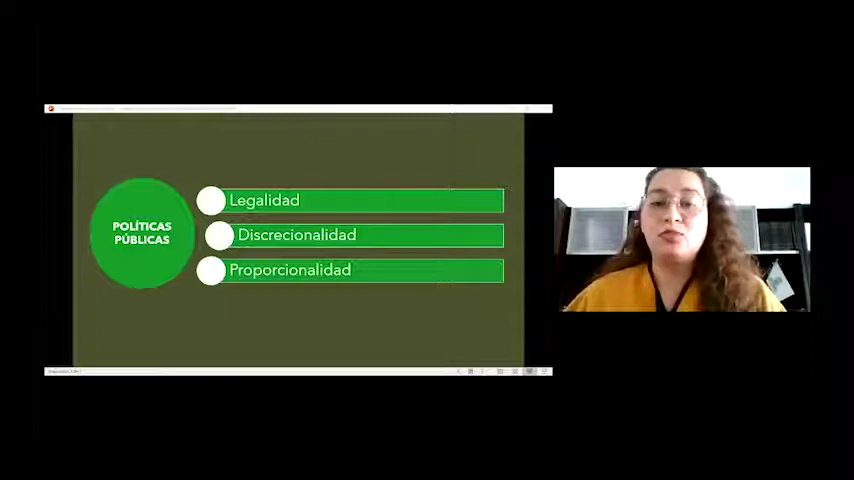 POLÍTICAS
PÚBLICAS
Legalidad
Discrecionalidad
Proporcionalidad